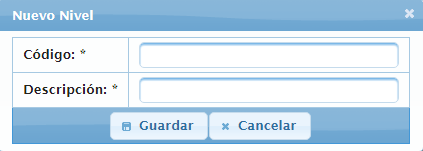 Nuevo Nivel
Código: *
Descripción: *
Guardar Cancelar